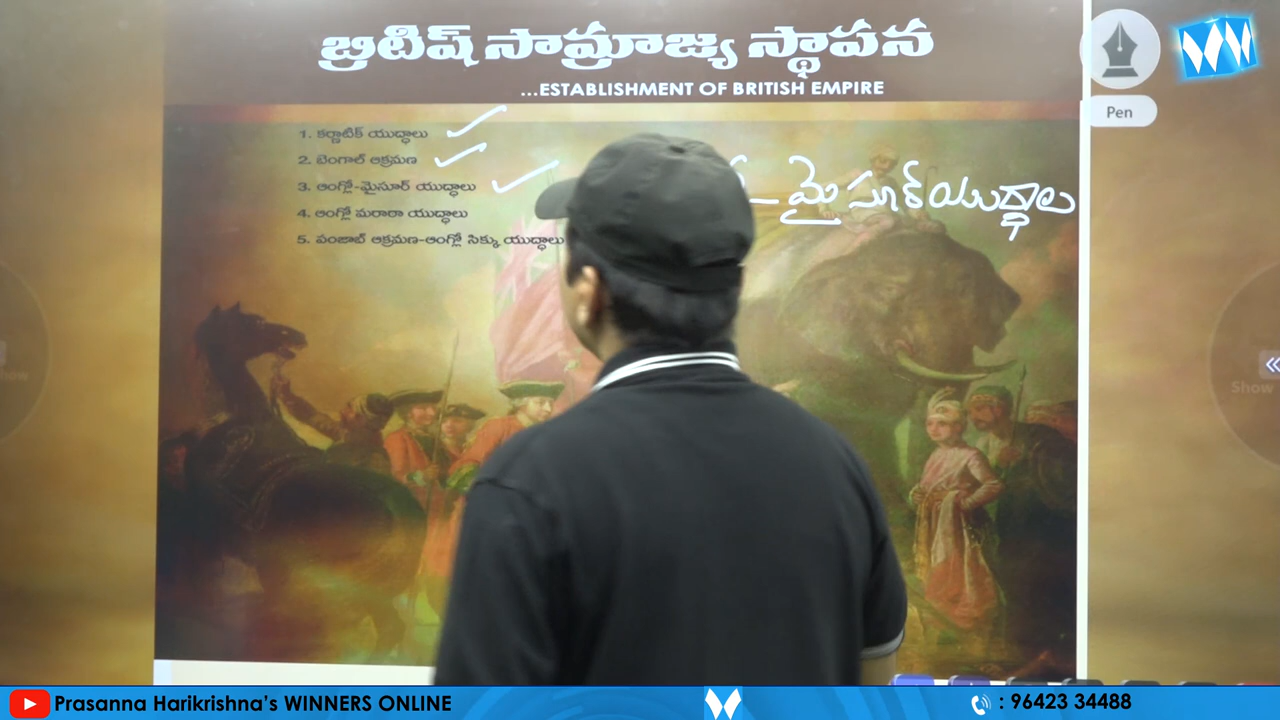 బ్రిటిష్ సామ్రాజ్య స్థాపన
...ESTABLISHMENT OF BRITISH EMPIRE
1. కర్ణాటిక్ యుద్ధాలు
2. బెంగాల్ ఆక్రమణ
3. ఆంగ్లో-మైసూర్ యుద్ధాలు
4. ఆంగ్లో మరాఠా యుద్ధాలు
5. పంజాబ్ ఆక్రమణ-ఆంగ్లో సిక్కు యుద్ధాలు
– మైసూర్ యుద్ధాల
Pen
Show
Prasanna Harikrishna's WINNERS ONLINE
: 96423 34488